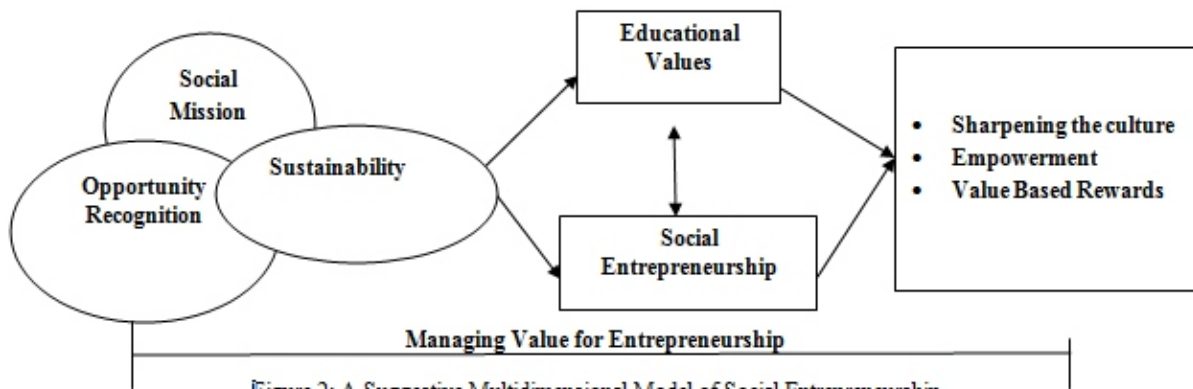 Social
Mission
Opportunity
Recognition
Sustainability
Educational
Values
Social
Entrepreneurship
• Sharpening the culture
• Empowerment
• Value Based Rewards
Managing Value for Entrepreneurship
Figure 2: A Suggestive Multidimensional Model of Social Entrepreneurship